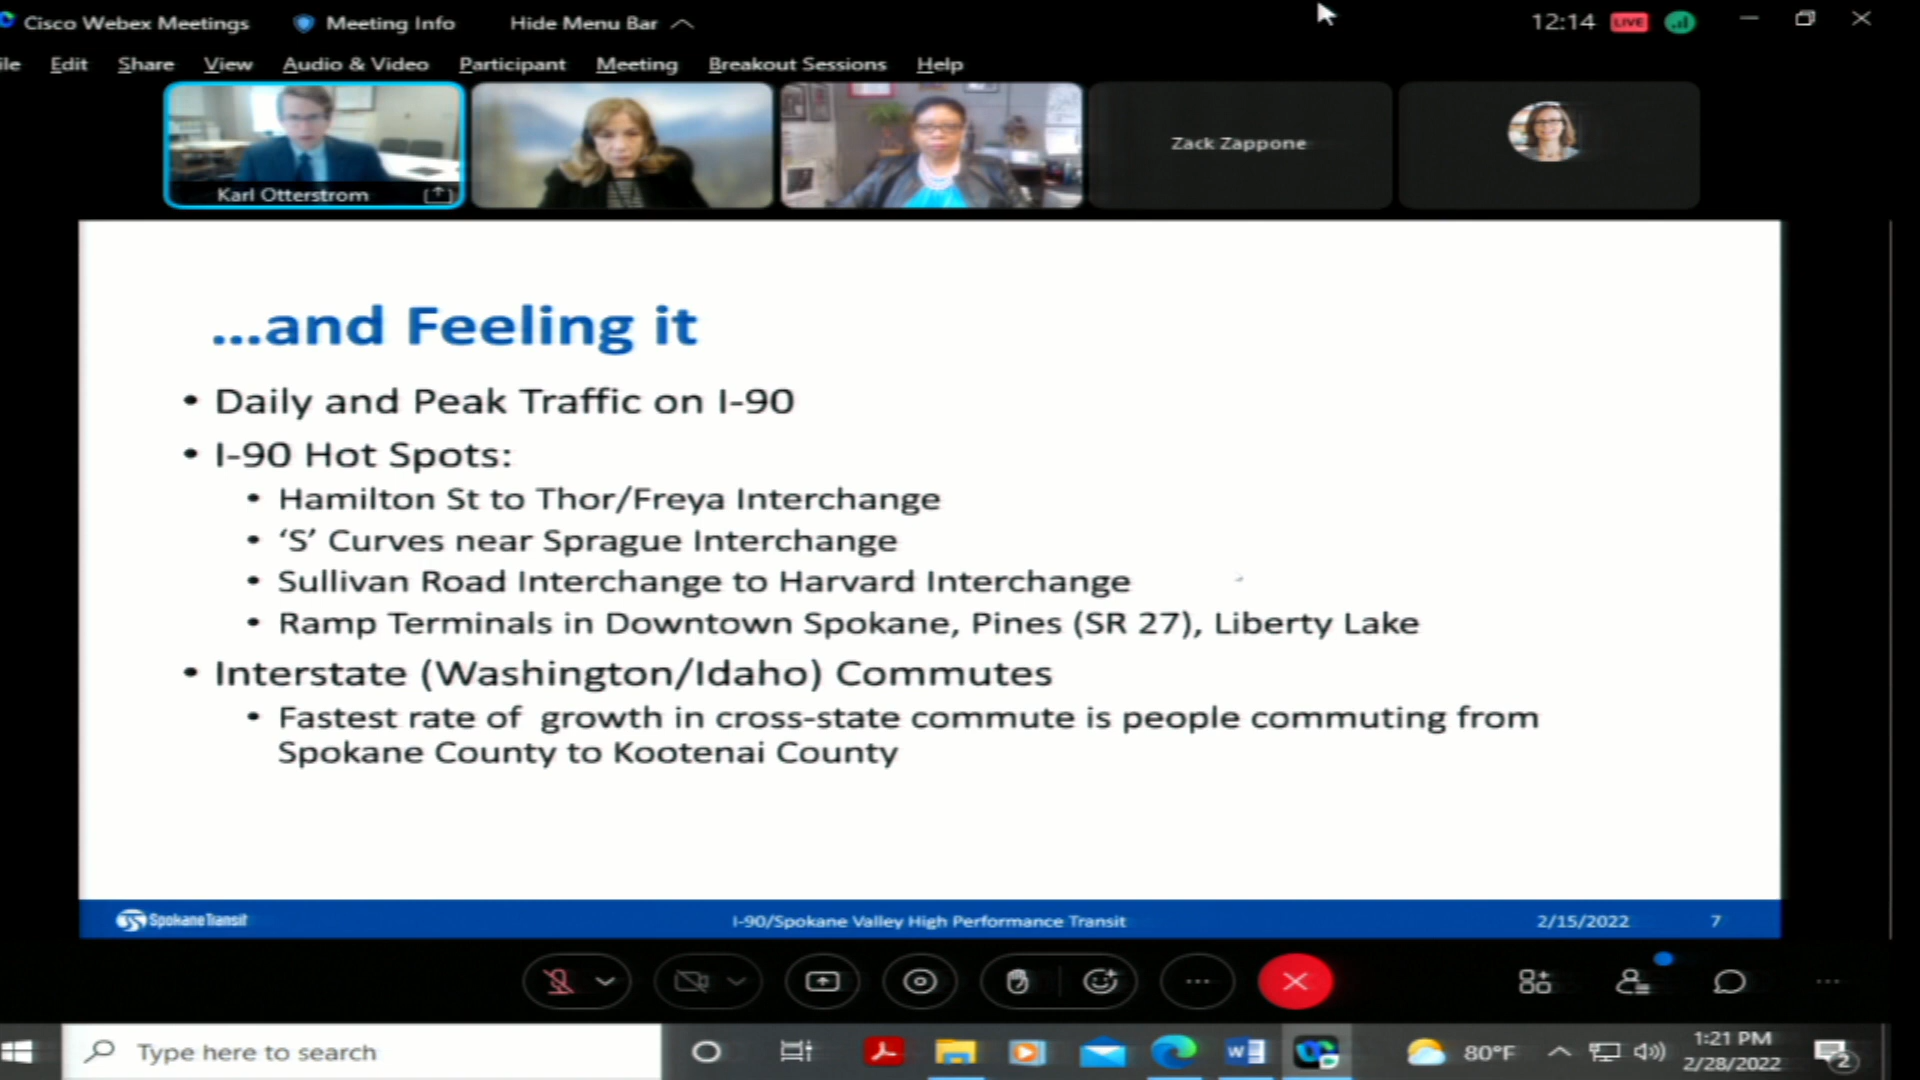 Cisco Webex Meetings Meeting Info Hide Menu Bar 12:14 LIVE
ile Edit Share View Audio & Video Participant Meeting Breakout Sessions Help
Karl Otterstrom
Zack Zappone
...and Feeling it
• Daily and Peak Traffic on I-90
• I-90 Hot Spots:
• Hamilton St to Thor/Freya Interchange
• ‘S’ Curves near Sprague Interchange
• Sullivan Road Interchange to Harvard Interchange
• Ramp Terminals in Downtown Spokane, Pines (SR 27), Liberty Lake
• Interstate (Washington/Idaho) Commutes
• Fastest rate of growth in cross-state commute is people commuting from
Spokane County to Kootenai County
Spokane Transit I-90/Spokane Valley High Performance Transit 2/15/2022 7
Type here to search
80°F
1:21 PM
2/28/2022
2